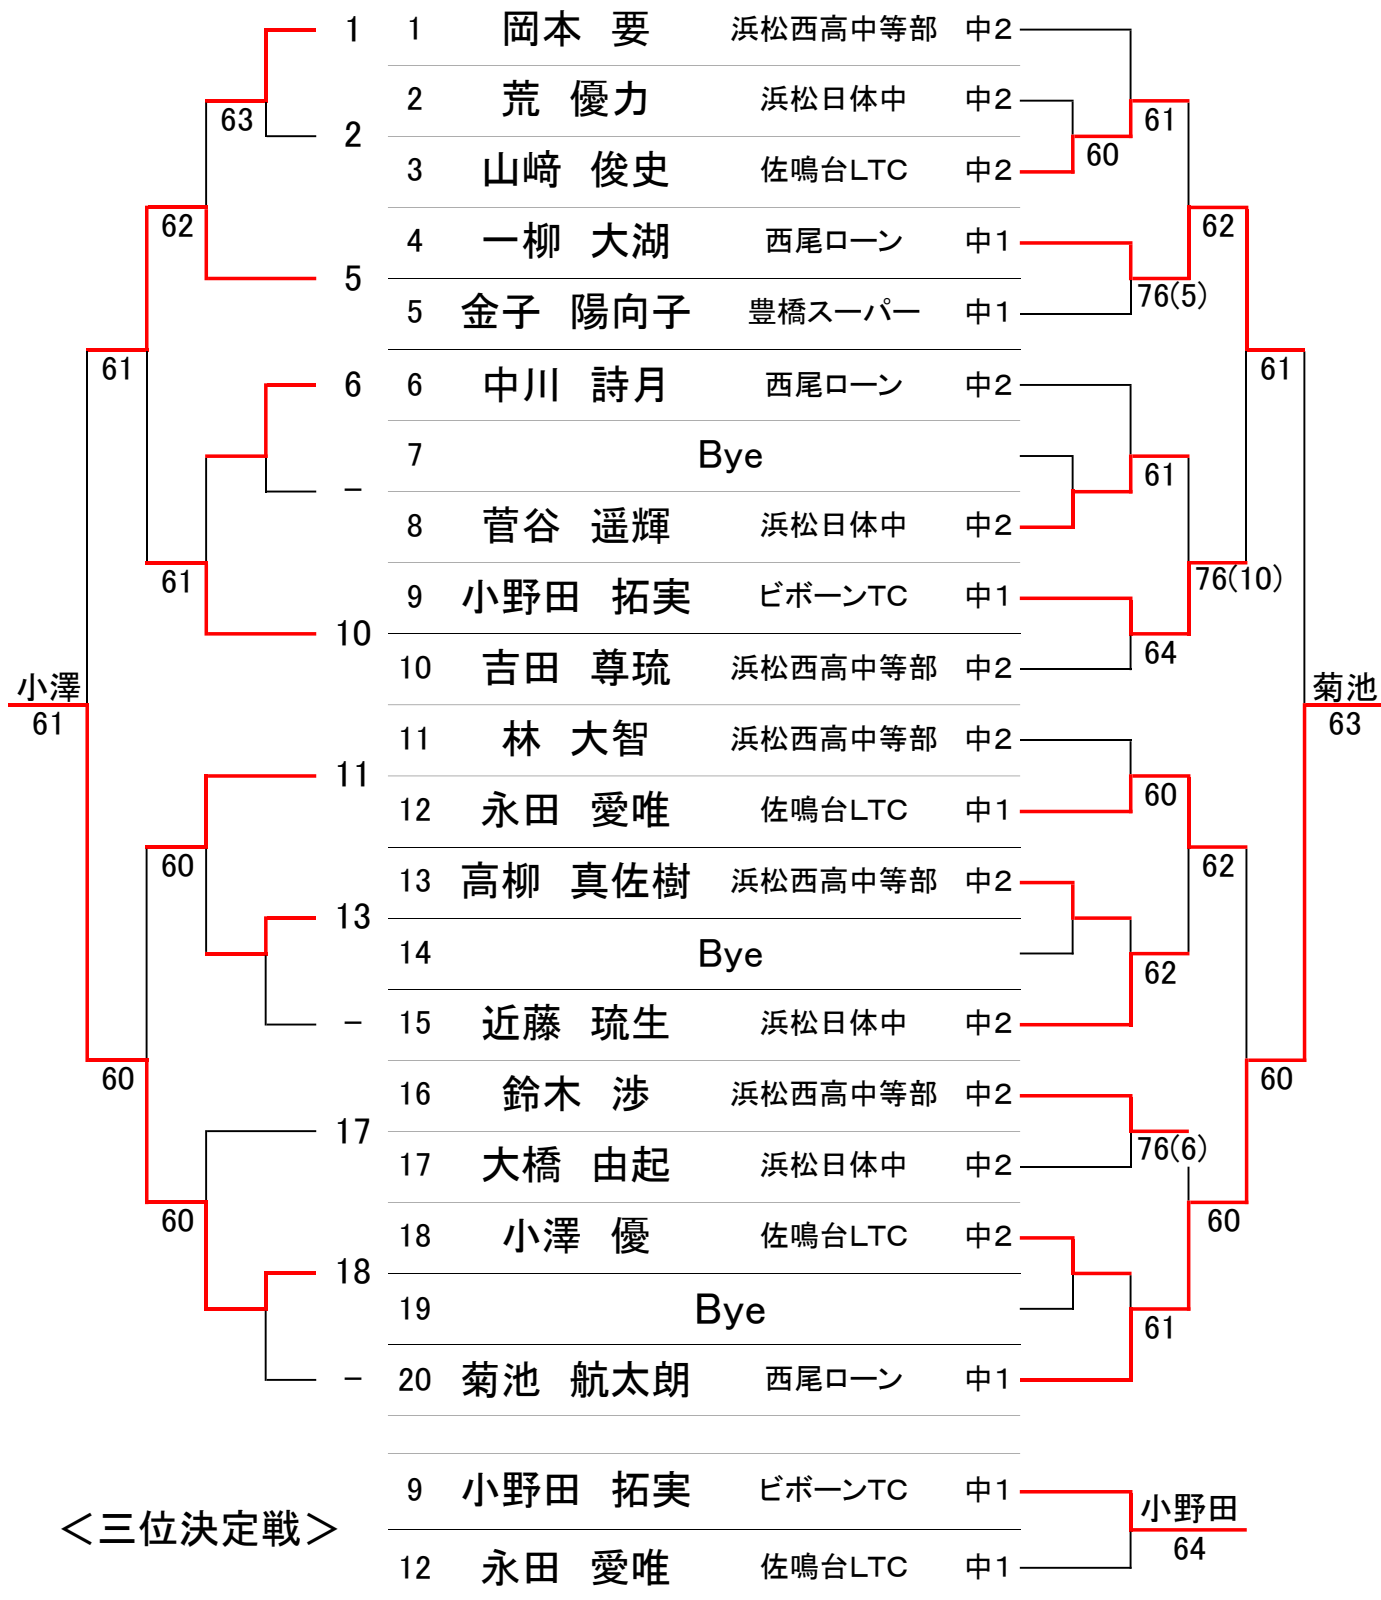 1 1 岡本 要 浜松西高中等部 中2
2 荒 優力 浜松日体中 中2
63 61
2
60
3 山﨑 俊史 佐鳴台LTC 中2
62 62
4 一柳 大湖 西尾ローン 中1
5
76(5)
5 金子 陽向子 豊橋スーパー 中1
61 61
6 6 中川 詩月 西尾ローン 中2
7 Bye
61
-
8 菅谷 遥輝 浜松日体中 中2
61 76(10)
9 小野田 拓実 ビボーンTC 中1
10
64
10 吉田 尊琉 浜松西高中等部 中2
小澤 菊池
61 63
11 林 大智 浜松西高中等部 中2
11
60
12 永田 愛唯 佐鳴台LTC 中1
60 62
13 高柳 真佐樹 浜松西高中等部 中2
13
14 Bye
62
- 15 近藤 琉生 浜松日体中 中2
60 60
16 鈴木 渉 浜松西高中等部 中2
17
76(6)
17 大橋 由起 浜松日体中 中2
60 60
18 小澤 優 佐鳴台LTC 中2
18
19 Bye
61
- 20 菊池 航太朗 西尾ローン 中1
9 小野田 拓実 ビボーンTC 中1
＜三位決定戦＞ 小野田
64
12 永田 愛唯 佐鳴台LTC 中1